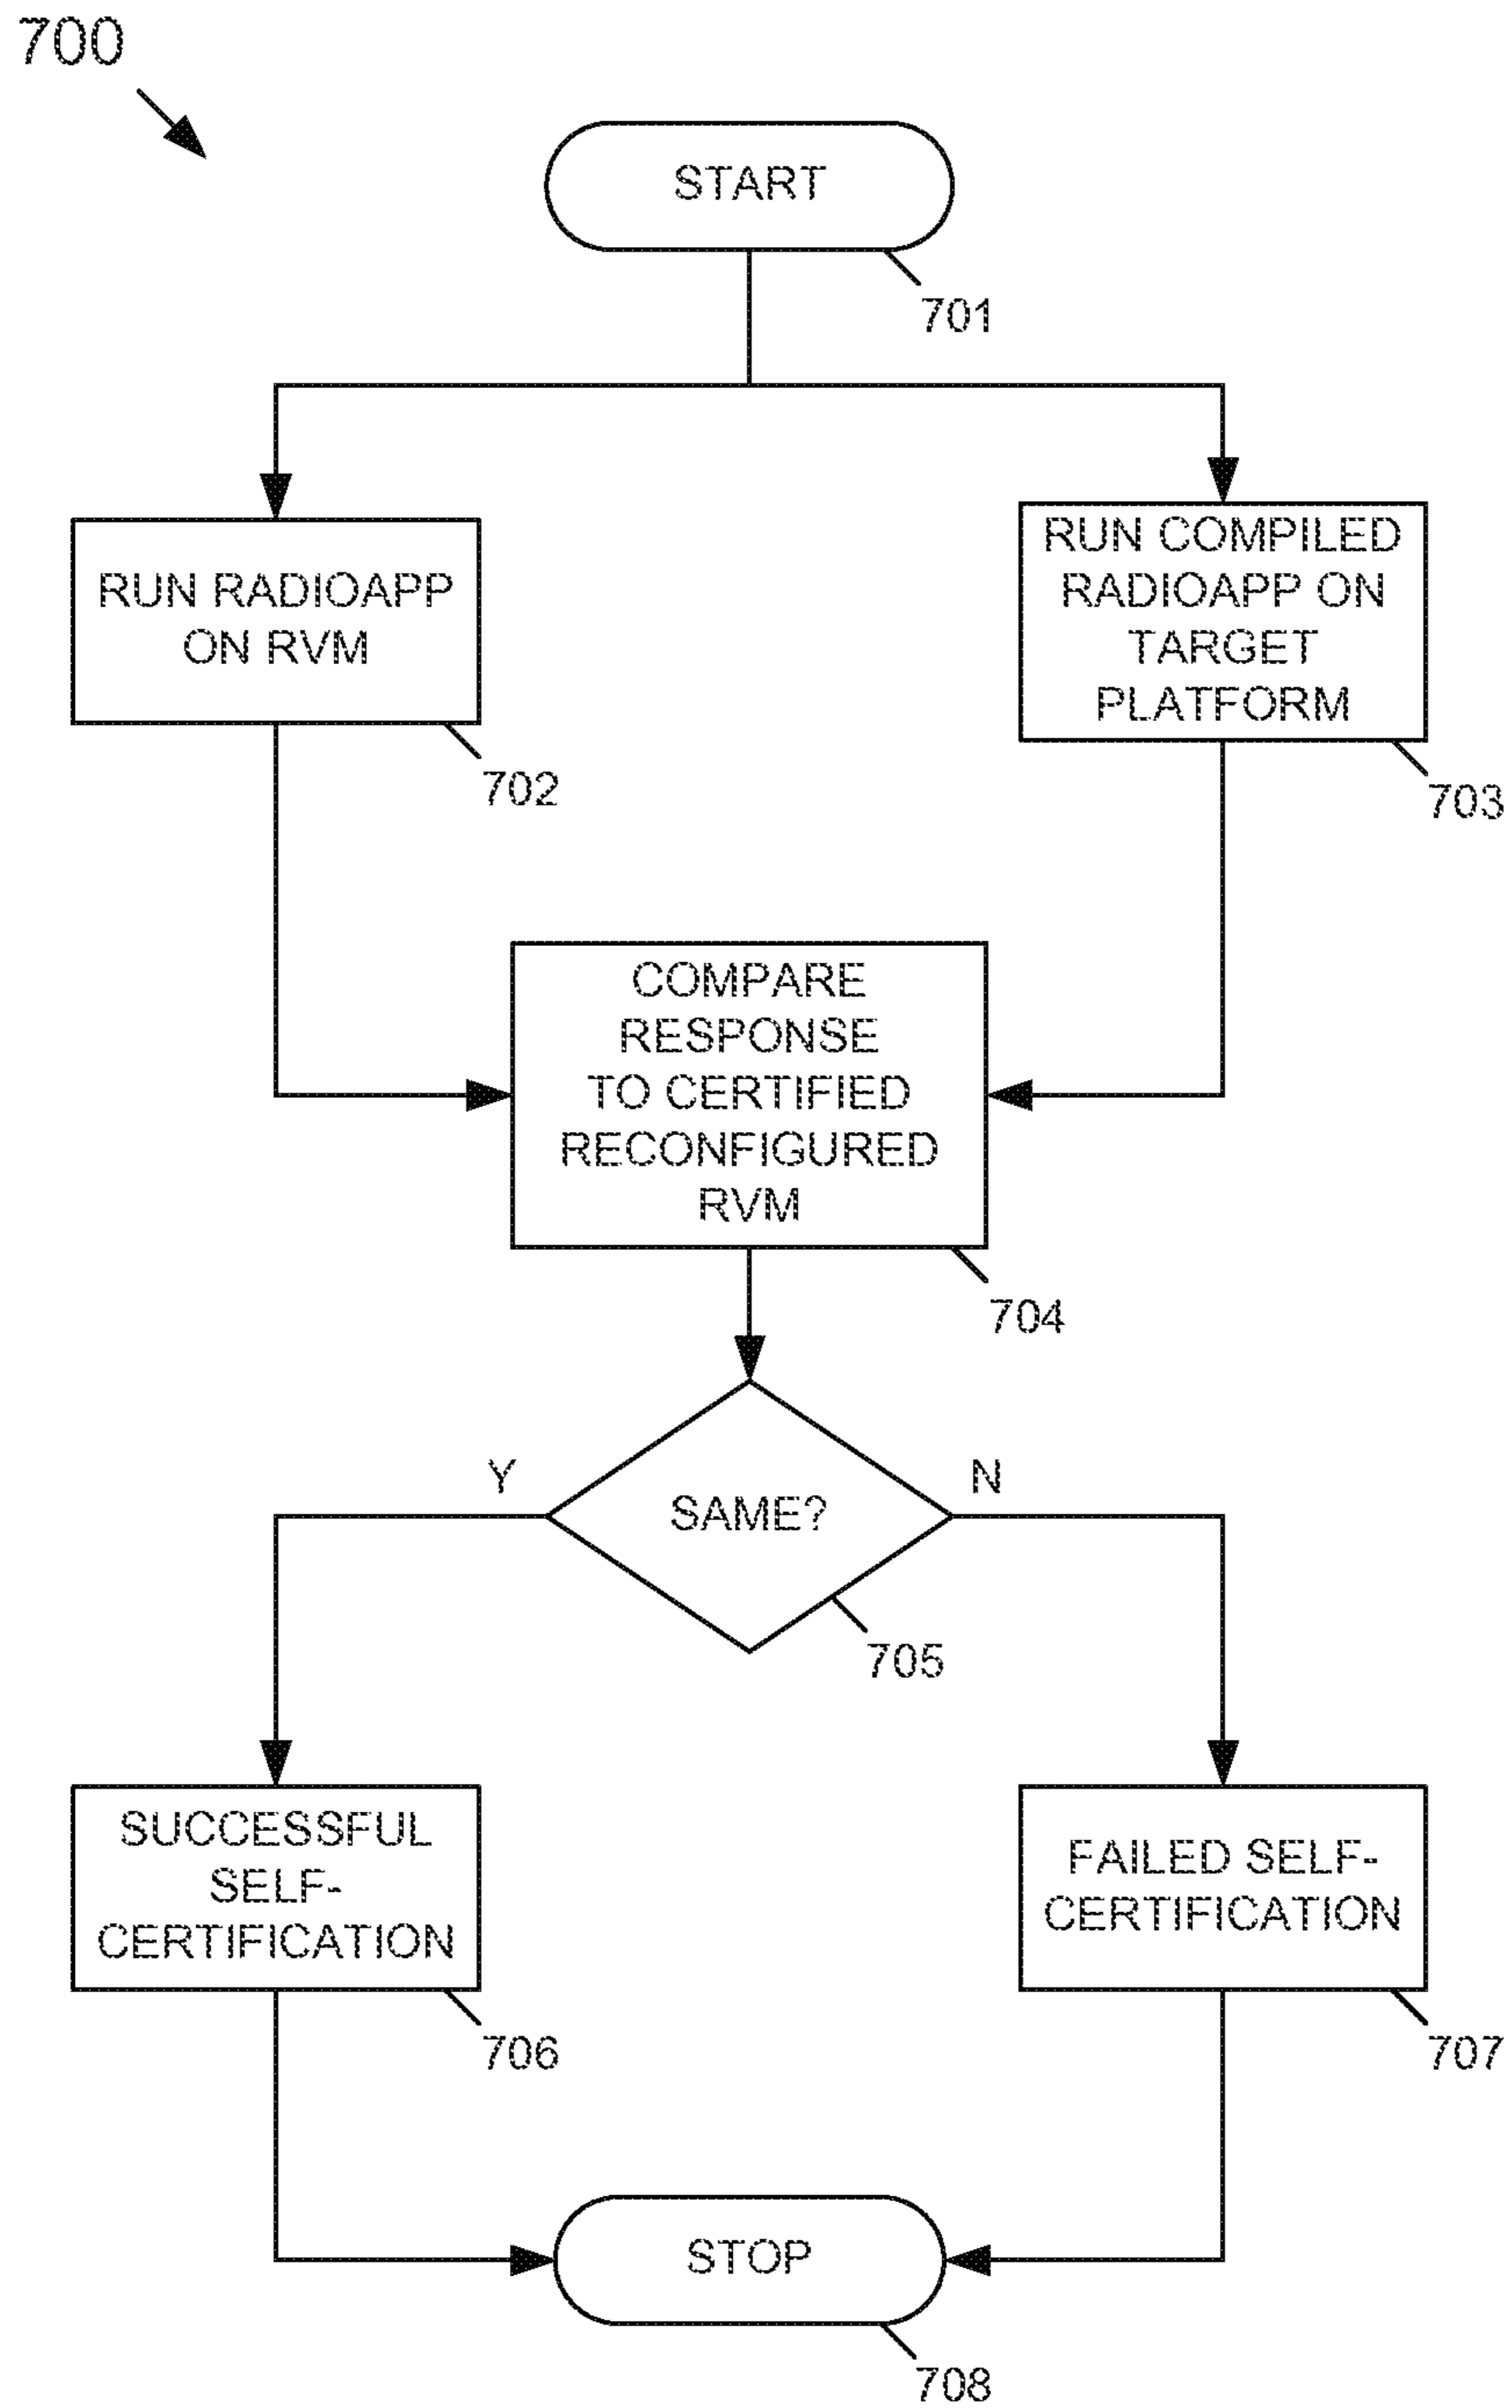 700
START
701
RUN RADIOAPP
ON RVM
702
RUN COMPILED
RADIOAPP ON
TARGET
PLATFORM
703
COMPARE
RESPONSE
TO CERTIFIED
RECONFIGURED
RVM
704
Y
SAME?
N
705
SUCCESSFUL
SELF-
CERTIFICATION
706
FAILED SELF-
CERTIFICATION
707
STOP
708